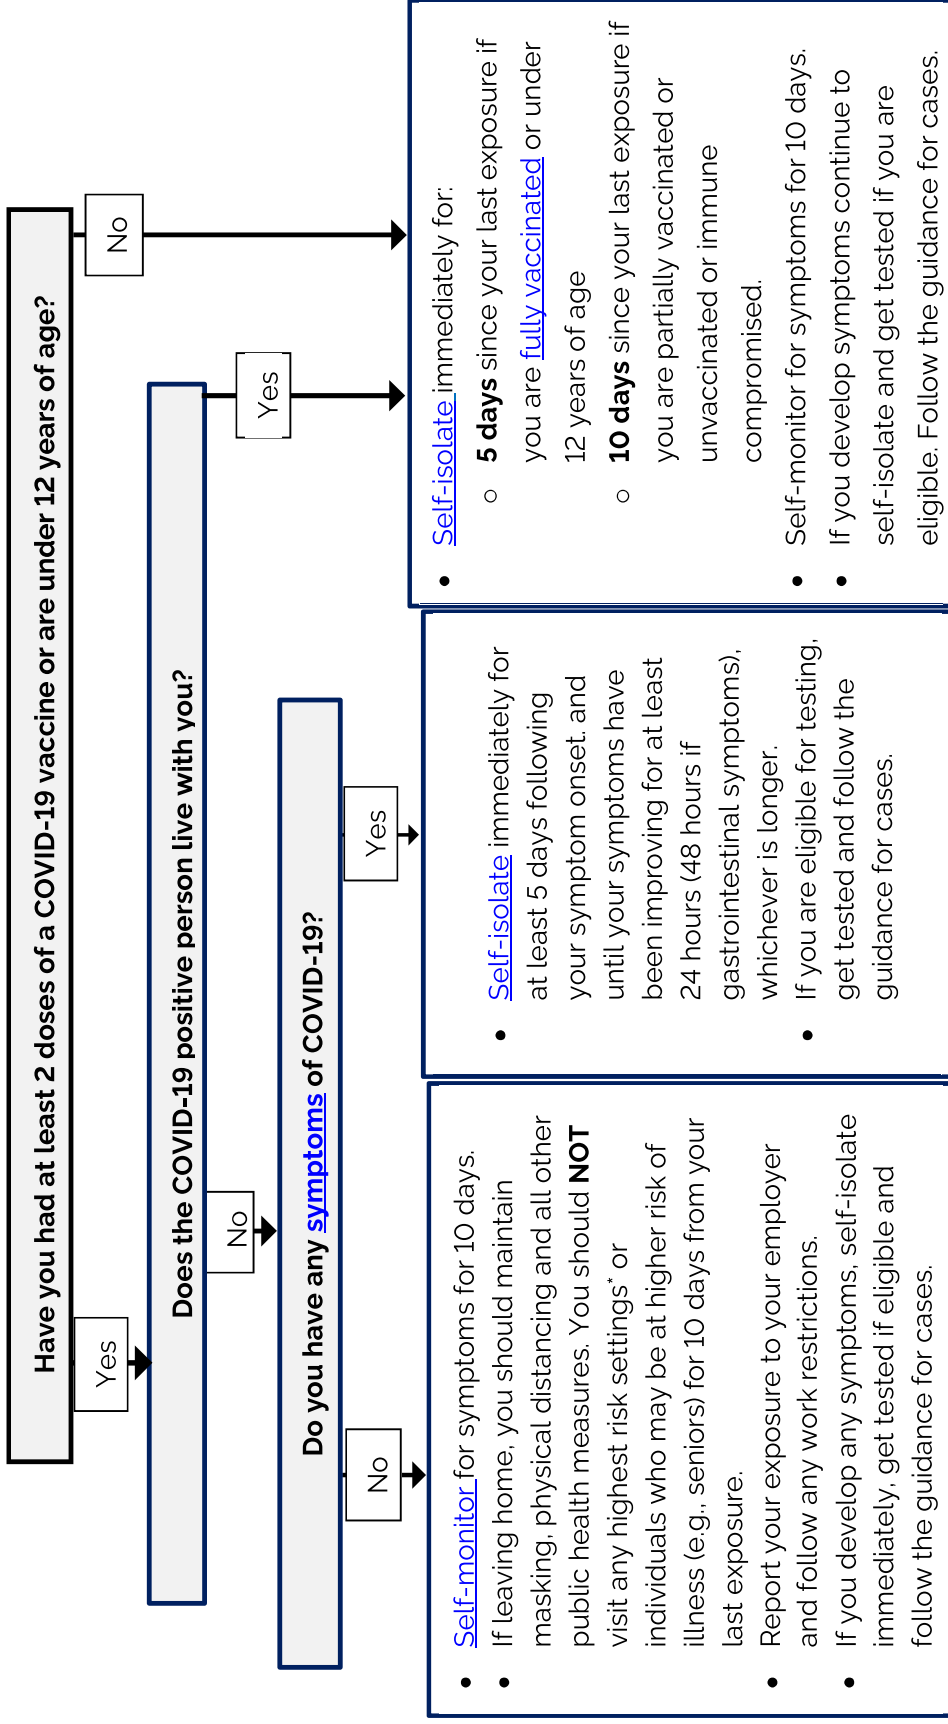 Have you had at least 2 doses of a COVID-19 vaccine or are under 12 years of age?
Yes
No
Does the COVID-19 positive person live with you?
No
Yes
Do you have any symptoms of COVID-19?
No
Yes
• Self-monitor for symptoms for 10 days.
• If leaving home, you should maintain
masking, physical distancing and all other
public health measures. You should NOT
visit any highest risk settings* or
individuals who may be at higher risk of
illness (e.g., seniors) for 10 days from your
last exposure.
• Report your exposure to your employer
and follow any work restrictions.
• If you develop any symptoms, self-isolate
immediately, get tested if eligible and
follow the guidance for cases.
• Self-isolate immediately for
at least 5 days following
your symptom onset. and
until your symptoms have
been improving for at least
24 hours (48 hours if
gastrointestinal symptoms),
whichever is longer.
• If you are eligible for testing,
get tested and follow the
guidance for cases.
• Self-isolate immediately for:
○ 5 days since your last exposure if
you are fully vaccinated or under
12 years of age
○ 10 days since your last exposure if
you are partially vaccinated or
unvaccinated or immune
compromised.
• Self-monitor for symptoms for 10 days.
• If you develop symptoms continue to
self-isolate and get tested if you are
eligible. Follow the guidance for cases.